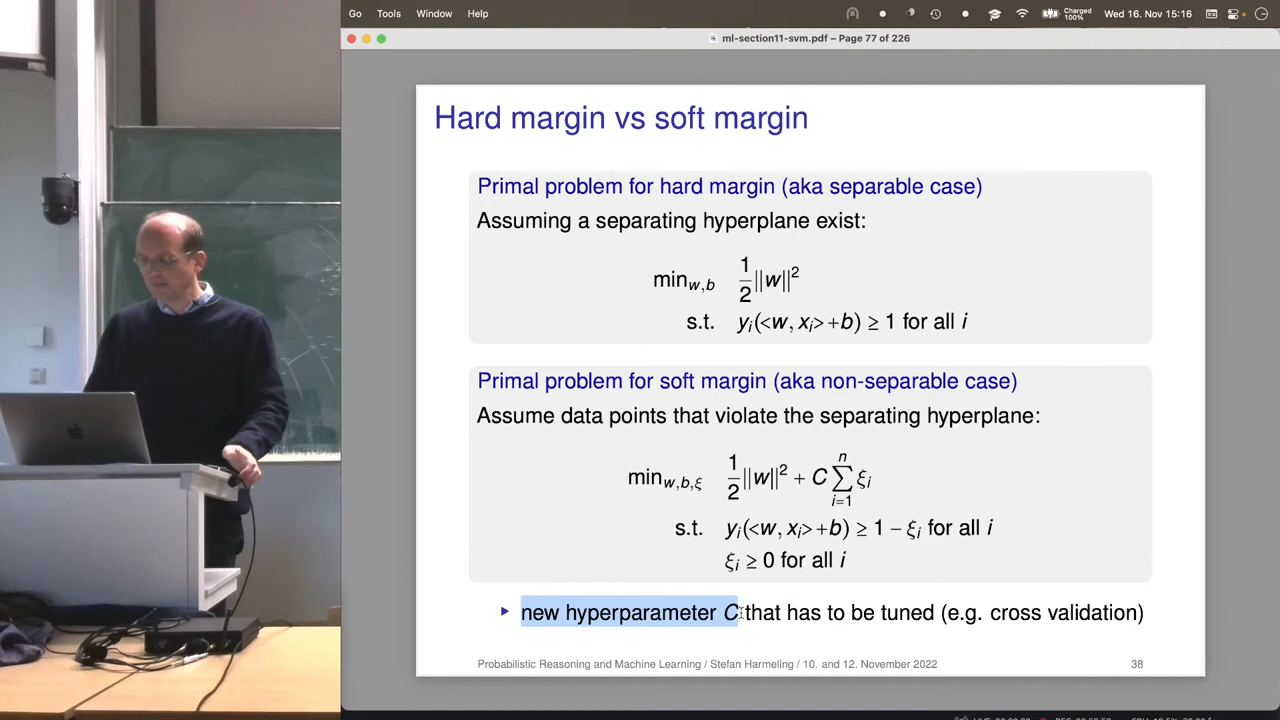 Go Tools Window Help Charged 100% Wed 16. Nov 15:16
ml-section11-svm.pdf – Page 77 of 226
Hard margin vs soft margin
Primal problem for hard margin (aka separable case)
Assuming a separating hyperplane exist:
min_{w,b} 1/2 ||w||²
s.t. y_i(<w, x_i> +b) ≥ 1 for all i
Primal problem for soft margin (aka non-separable case)
Assume data points that violate the separating hyperplane:
min_{w,b,ξ} 1/2 ||w||² + C ∑_{i=1}^{n} ξ_i
s.t. y_i(<w, x_i> +b) ≥ 1 − ξ_i for all i
ξ_i ≥ 0 for all i
▸ new hyperparameter C that has to be tuned (e.g. cross validation)
Probabilistic Reasoning and Machine Learning / Stefan Harmeling / 10. and 12. November 2022 38